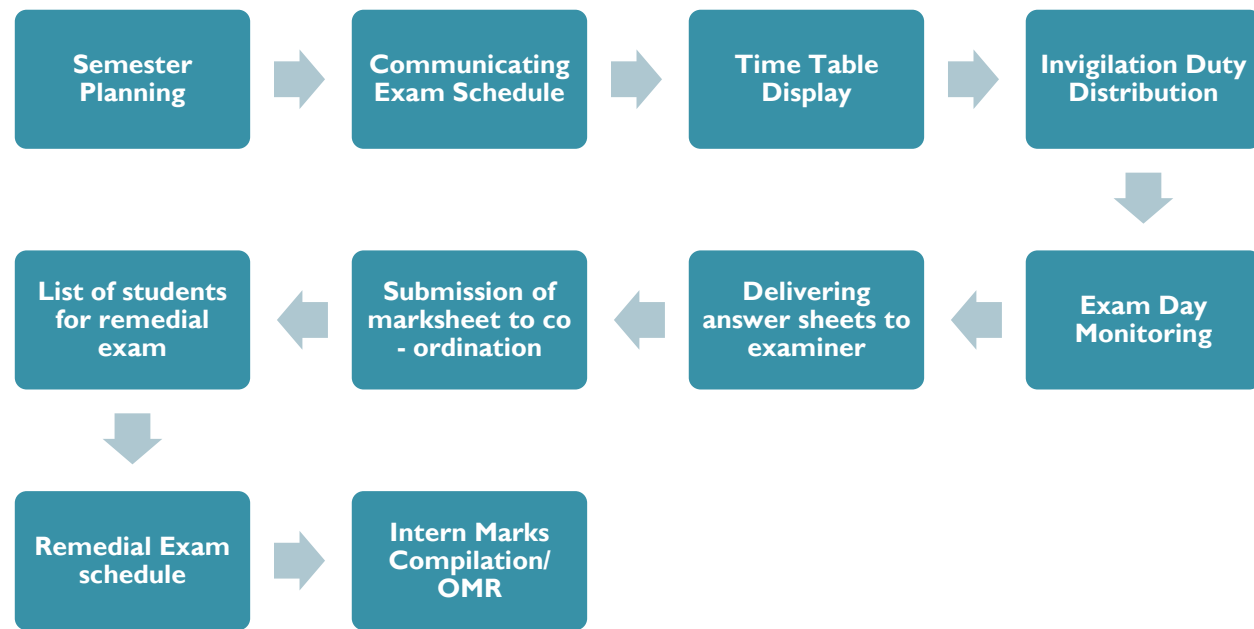 Semester
Planning
Communicating
Exam Schedule
Time Table
Display
Invigilation Duty
Distribution
Exam Day
Monitoring
Delivering
answer sheets to
examiner
Submission of
marksheet to co
- ordination
List of students
for remedial
exam
Remedial Exam
schedule
Intern Marks
Compilation/
OMR